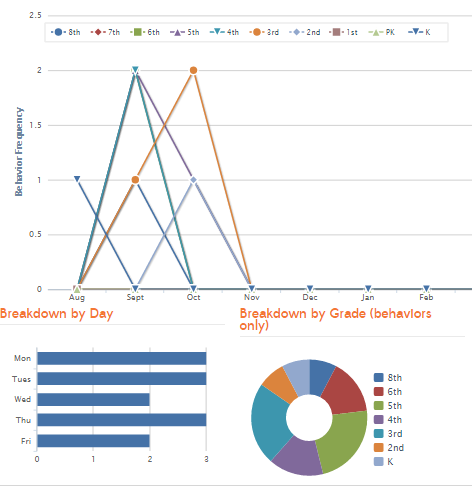 2.5
8th 7th 6th 5th 4th 3rd 2nd 1st PK K
2
1.5
Behavior Frequency
1
0.5
0
Aug Sept Oct Nov Dec Jan Feb
Breakdown by Day
Breakdown by Grade (behaviors
only)
Mon
Tues
Wed
Thu
Fri
0 1 2 3
8th
6th
5th
4th
3rd
2nd
K